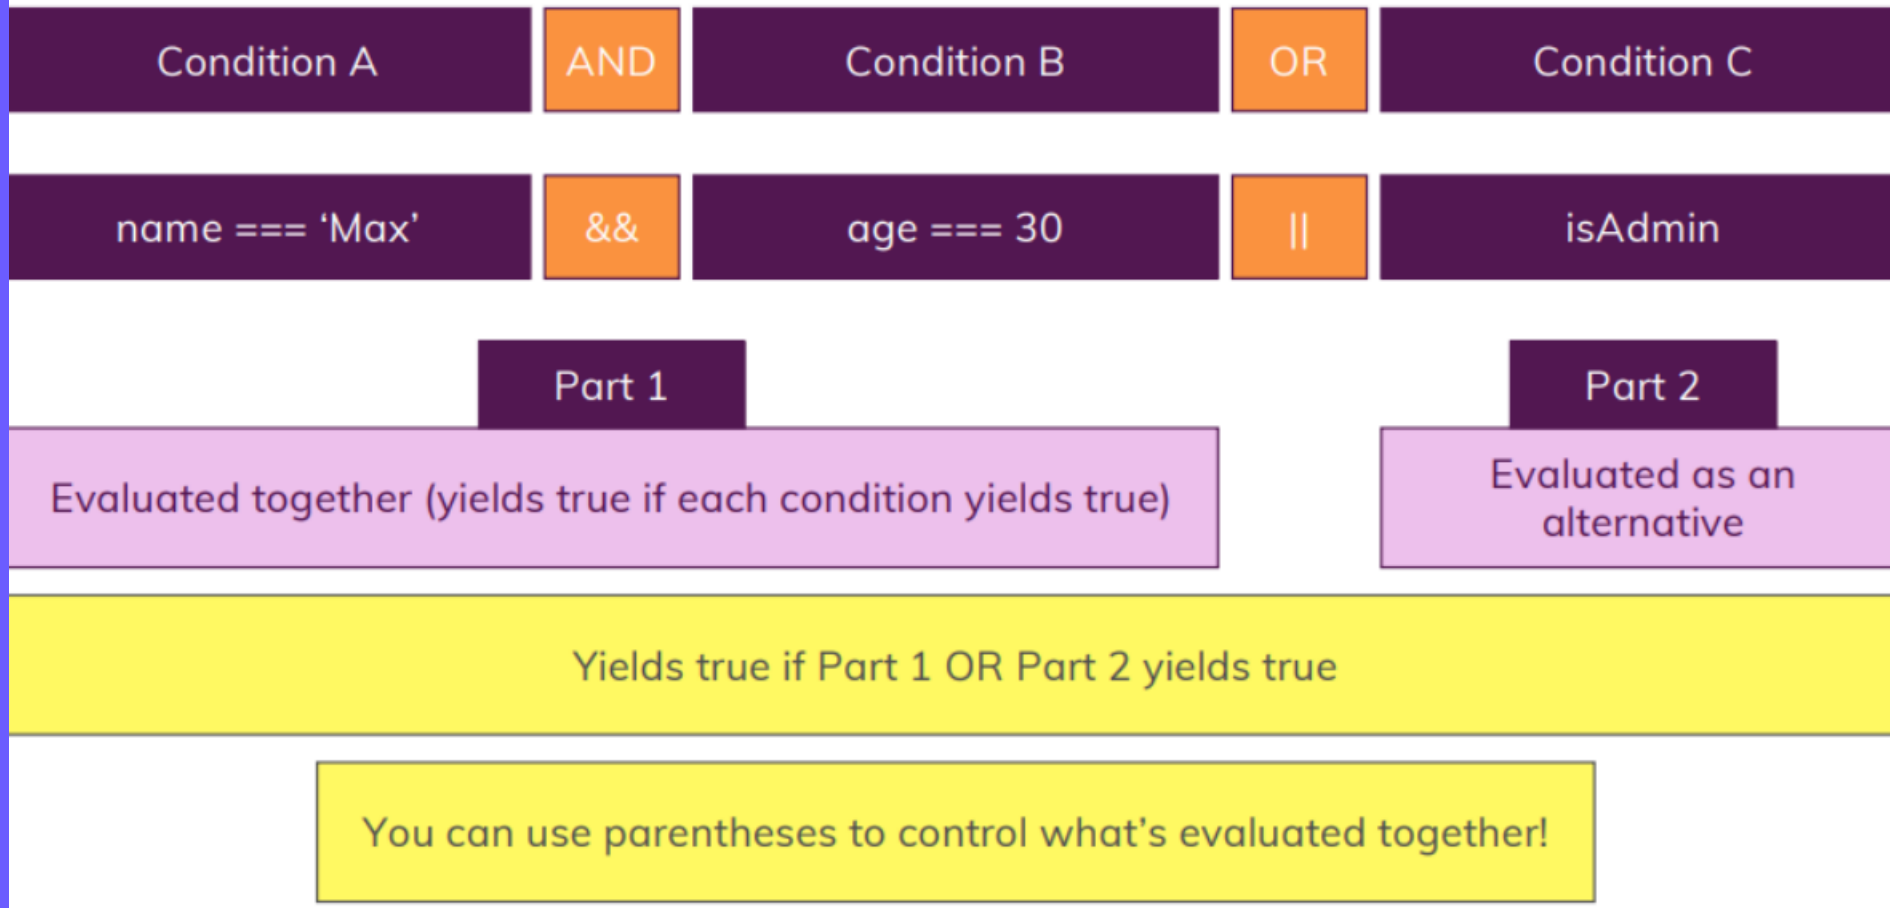 Condition A AND Condition B OR Condition C
name === ‘Max’ && age === 30 || isAdmin
Part 1 Part 2
Evaluated together (yields true if each condition yields true)
Evaluated as an
alternative
Yields true if Part 1 OR Part 2 yields true
You can use parentheses to control what’s evaluated together!